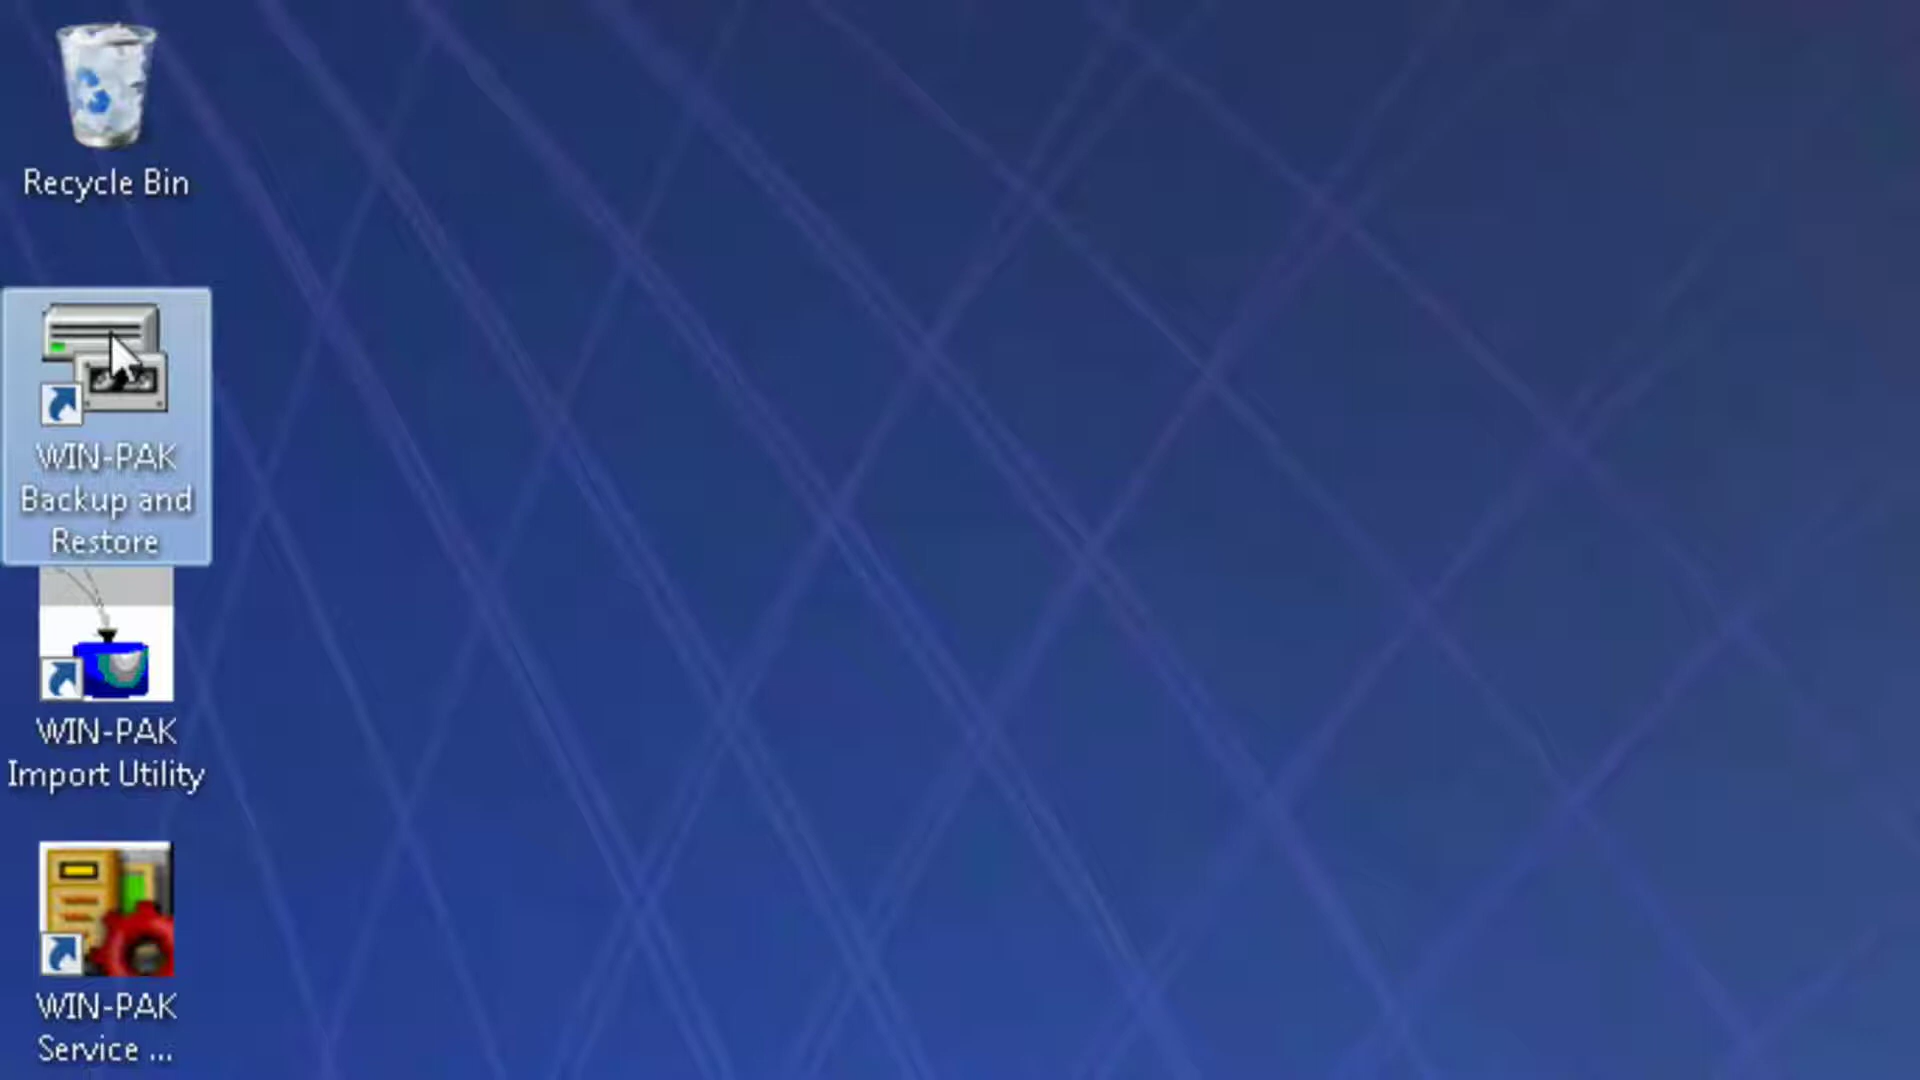 Recycle Bin
WIN-PAK
Backup and
Restore
WIN-PAK
Import Utility
WIN-PAK
Service ...